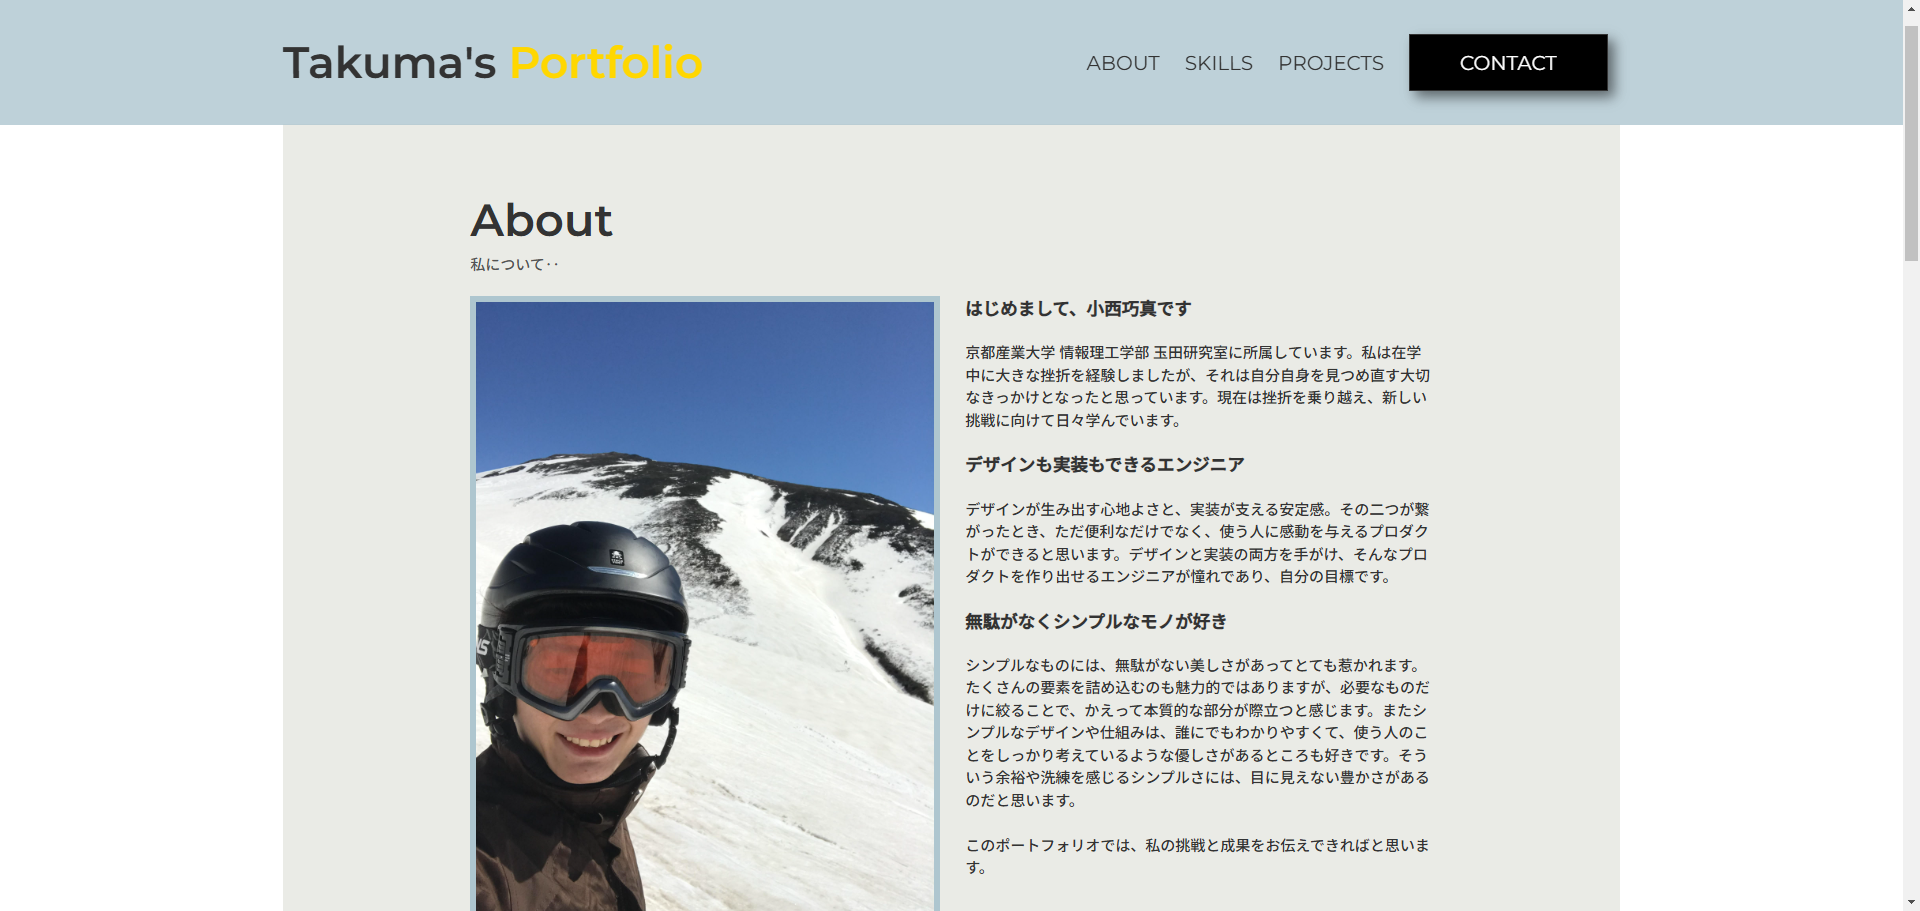 Takuma's Portfolio
ABOUT SKILLS PROJECTS CONTACT
About
私について‥
はじめまして、小西巧真です
京都産業大学 情報理工学部 玉田研究室に所属しています。私は在学
中に大きな挫折を経験しましたが、それは自分自身を見つめ直す大切
なきっかけとなったと思っています。現在は挫折を乗り越え、新しい
挑戦に向けて日々学んでいます。
デザインも実装もできるエンジニア
デザインが生み出す心地よさと、実装が支える安定感。その二つが繋
がったとき、ただ便利なだけでなく、使う人に感動を与えるプロダク
トができると思います。デザインと実装の両方を手がけ、そんなプロ
ダクトを作り出せるエンジニアが憧れであり、自分の目標です。
無駄がなくシンプルなモノが好き
シンプルなものには、無駄がない美しさがあってとても惹かれます。
たくさんの要素を詰め込むのも魅力的ではありますが、必要なものだ
けに絞ることで、かえって本質的な部分が際立つと感じます。またシ
ンプルなデザインや仕組みは、誰にでもわかりやすくて、使う人のこ
とをしっかり考えているような優しさがあるところも好きです。そう
いう余裕や洗練を感じるシンプルさには、目に見えない豊かさがある
のだと思います。
このポートフォリオでは、私の挑戦と成果をお伝えできればと思いま
す。